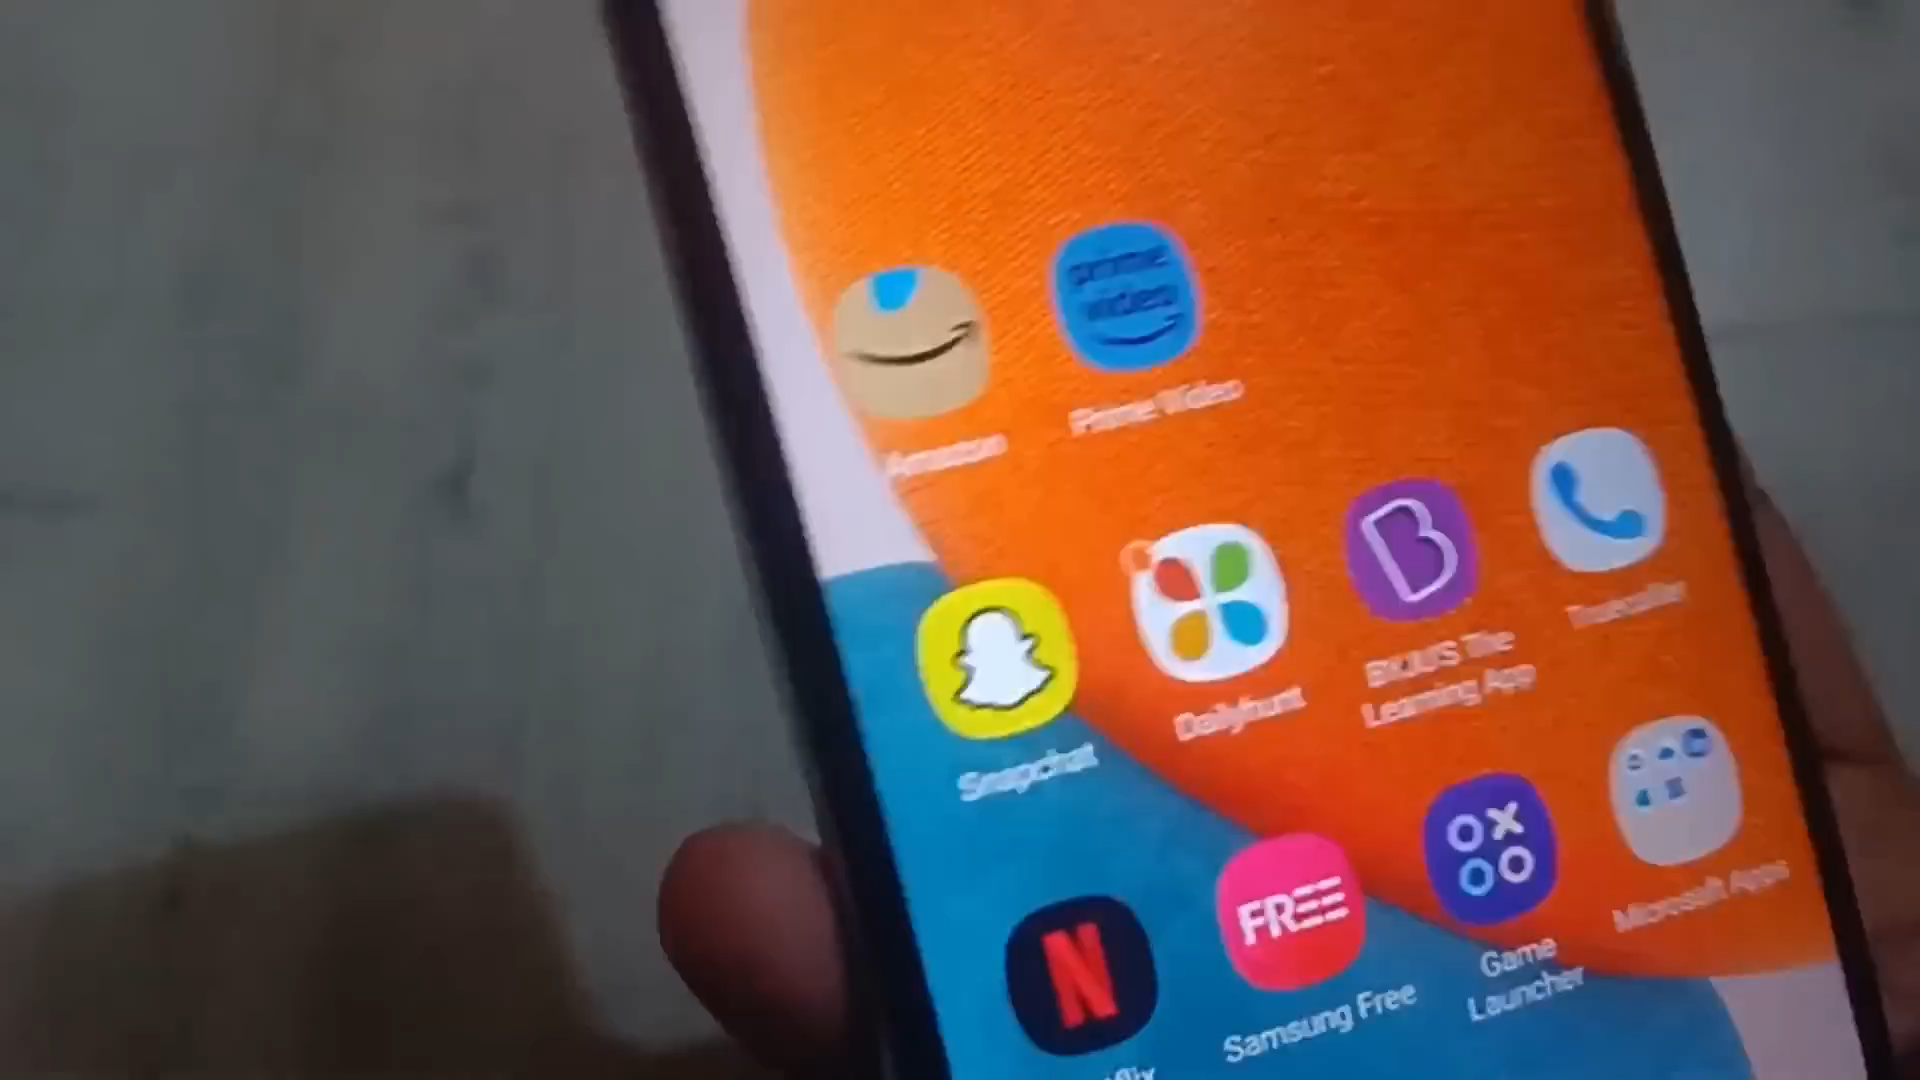 prime
video
Amazon
Prime Video
Snapchat
Dailyhunt
B
BYJU'S The
Learning App
Truecaller
N
FREE
Samsung Free
Game
Launcher
Microsoft Apps